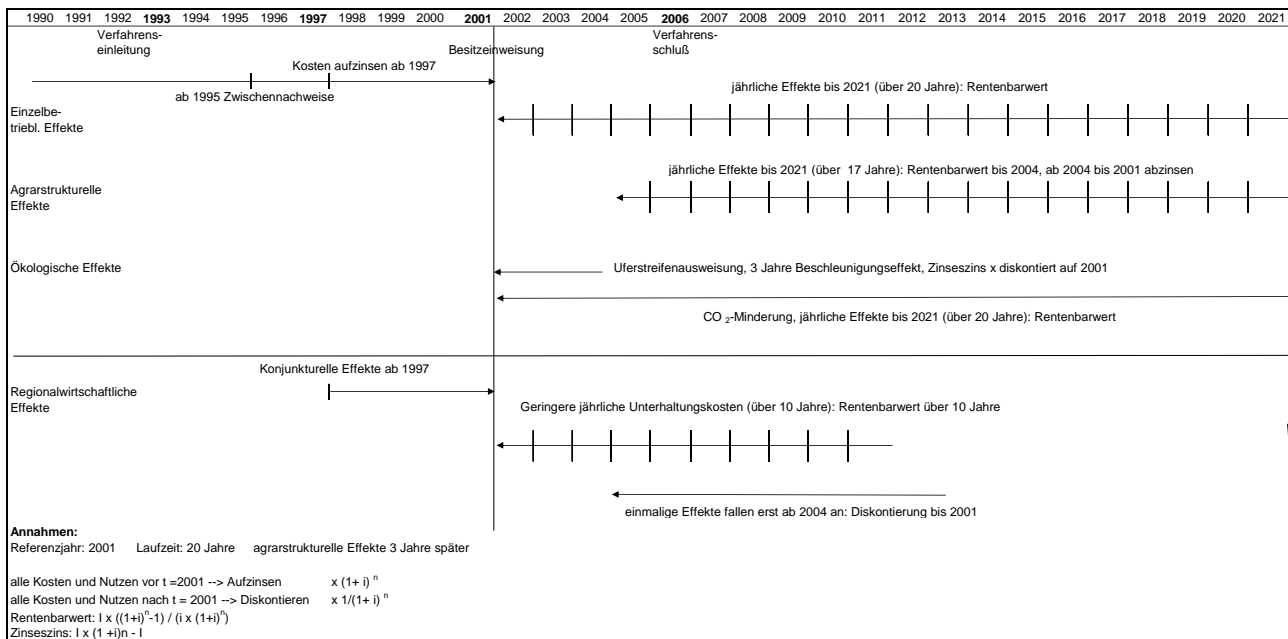 1990 1991 1992 1993 1994 1995 1996 1997 1998 1999 2000 2001 2002 2003 2004 2005 2006 2007 2008 2009 2010 2011 2012 2013 2014 2015 2016 2017 2018 2019 2020 2021
Verfahrens-
einleitung
Besitzeinweisung
Verfahrens-
schluß
Kosten aufzinsen ab 1997
ab 1995 Zwischennachweise
jährliche Effekte bis 2021 (über 20 Jahre): Rentenbarwert
Einzelbe-
triebl. Effekte
jährliche Effekte bis 2021 (über 17 Jahre): Rentenbarwert bis 2004, ab 2004 bis 2001 abzinsen
Agrarstrukturelle
Effekte
Ökologische Effekte
Uferstreifenausweisung, 3 Jahre Beschleunigungseffekt, Zinseszins x diskontiert auf 2001
CO 2-Minderung, jährliche Effekte bis 2021 (über 20 Jahre): Rentenbarwert
Konjunkturelle Effekte ab 1997
Regionalwirtschaftliche
Effekte
Geringere jährliche Unterhaltungskosten (über 10 Jahre): Rentenbarwert über 10 Jahre
einmalige Effekte fallen erst ab 2004 an: Diskontierung bis 2001
Annahmen:
Referenzjahr: 2001 Laufzeit: 20 Jahre agrarstrukturelle Effekte 3 Jahre später
alle Kosten und Nutzen vor t =2001 --> Aufzinsen x (1+ i) n
alle Kosten und Nutzen nach t = 2001 --> Diskontieren x 1/(1+ i) n
Rentenbarwert: I x ((1+i)n-1) / (i x (1+i)n)
Zinseszins: I x (1 +i)n - I